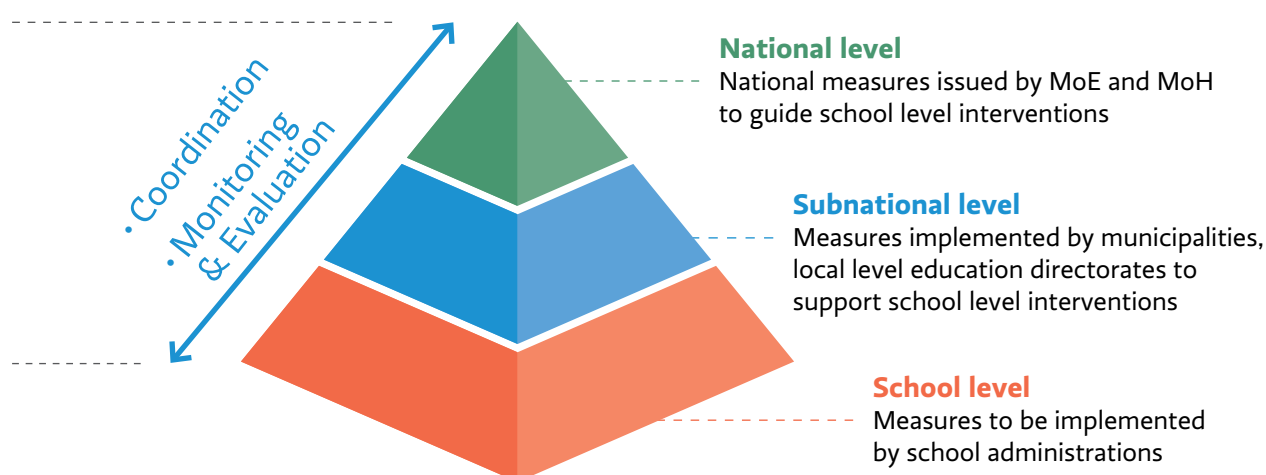 • Coordination
• Monitoring
& Evaluation
National level
National measures issued by MoE and MoH
to guide school level interventions
Subnational level
Measures implemented by municipalities,
local level education directorates to
support school level interventions
School level
Measures to be implemented
by school administrations